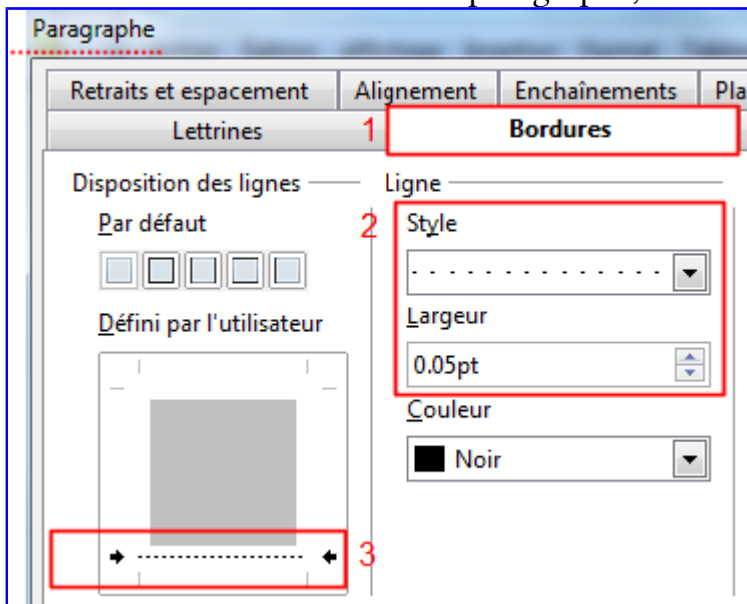 Paragraphe
Retraits et espacement Alignement Enchaînements Pla
Lettrines 1 Bordures
Disposition des lignes Ligne
Par défaut 2 Style
Défini par l'utilisateur Largeur
0.05pt
Couleur
Noir
3